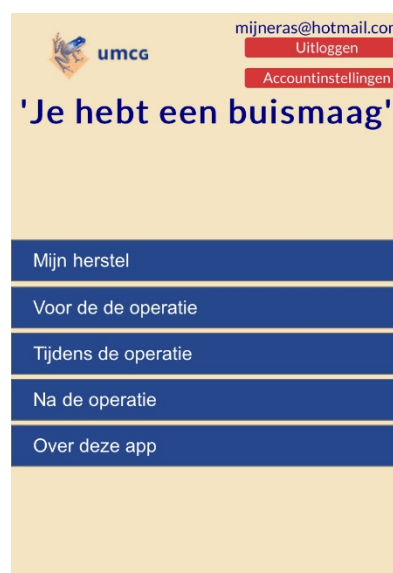 mijneras@hotmail.com
umcg
Uitloggen
Accountinstellingen
'Je hebt een buismaag'
Mijn herstel
Voor de de operatie
Tijdens de operatie
Na de operatie
Over deze app